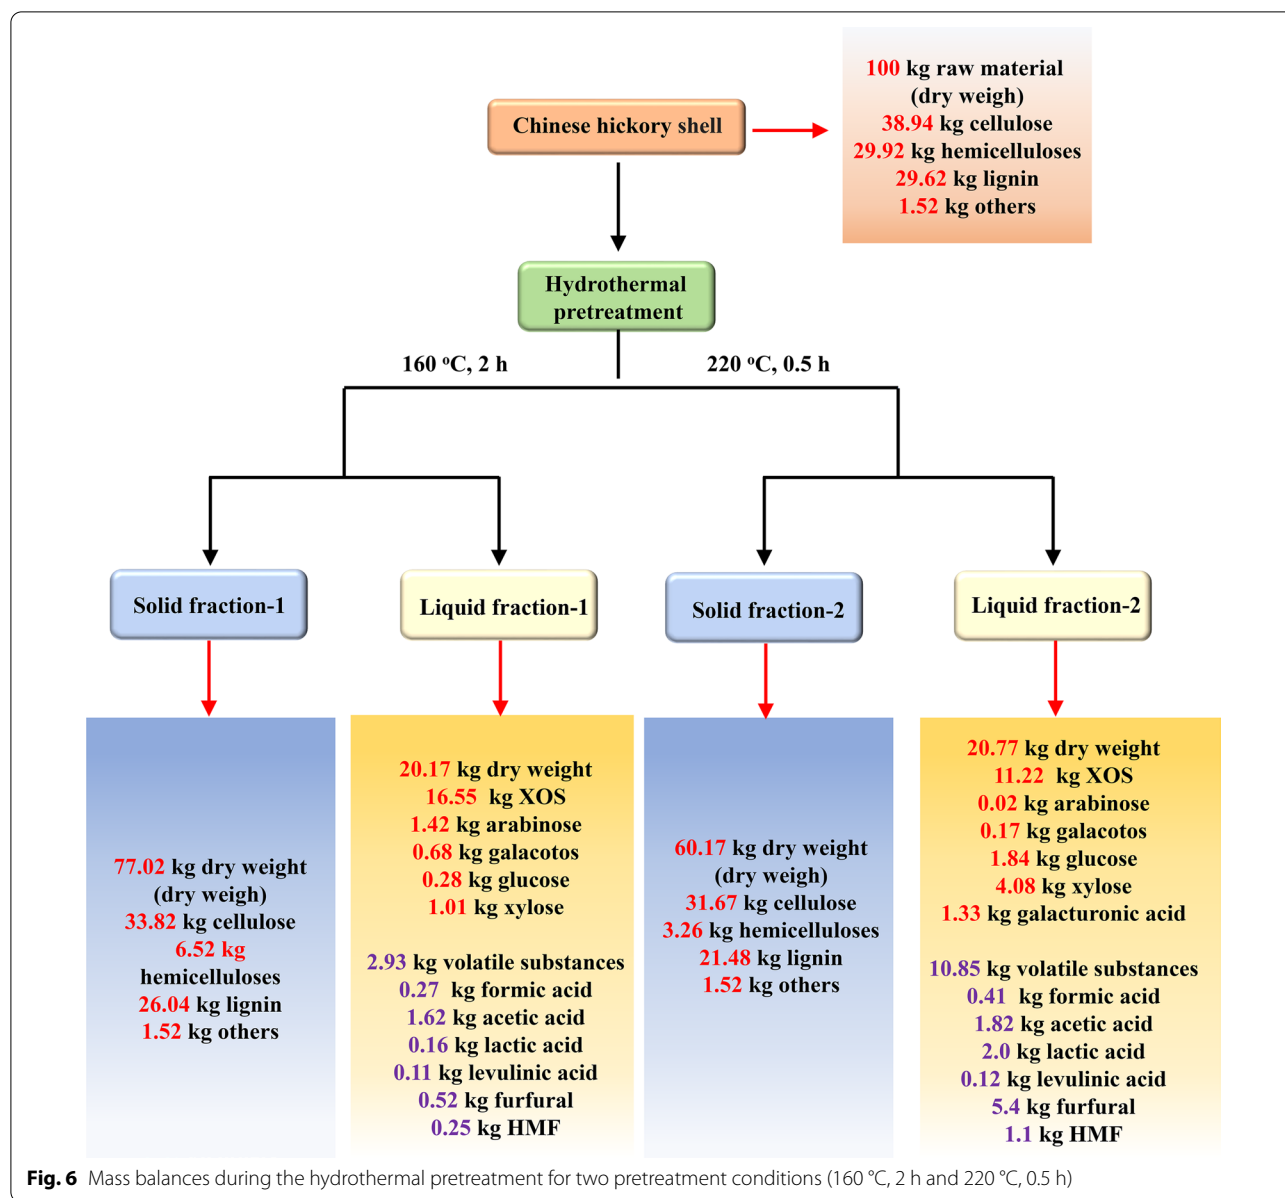 Chinese hickory shell
100 kg raw material
(dry weigh)
38.94 kg cellulose
29.92 kg hemicelluloses
29.62 kg lignin
1.52 kg others
Hydrothermal
pretreatment
160 °C, 2 h
220 °C, 0.5 h
Solid fraction-1
Liquid fraction-1
Solid fraction-2
Liquid fraction-2
77.02 kg dry weight
(dry weigh)
33.82 kg cellulose
6.52 kg
hemicelluloses
26.04 kg lignin
1.52 kg others
20.17 kg dry weight
16.55 kg XOS
1.42 kg arabinose
0.68 kg galacotos
0.28 kg glucose
1.01 kg xylose
2.93 kg volatile substances
0.27 kg formic acid
1.62 kg acetic acid
0.16 kg lactic acid
0.11 kg levulinic acid
0.52 kg furfural
0.25 kg HMF
60.17 kg dry weight
(dry weigh)
31.67 kg cellulose
3.26 kg hemicelluloses
21.48 kg lignin
1.52 kg others
20.77 kg dry weight
11.22 kg XOS
0.02 kg arabinose
0.17 kg galacotos
1.84 kg glucose
4.08 kg xylose
1.33 kg galacturonic acid
10.85 kg volatile substances
0.41 kg formic acid
1.82 kg acetic acid
2.0 kg lactic acid
0.12 kg levulinic acid
5.4 kg furfural
1.1 kg HMF
Fig. 6 Mass balances during the hydrothermal pretreatment for two pretreatment conditions (160 °C, 2 h and 220 °C, 0.5 h)